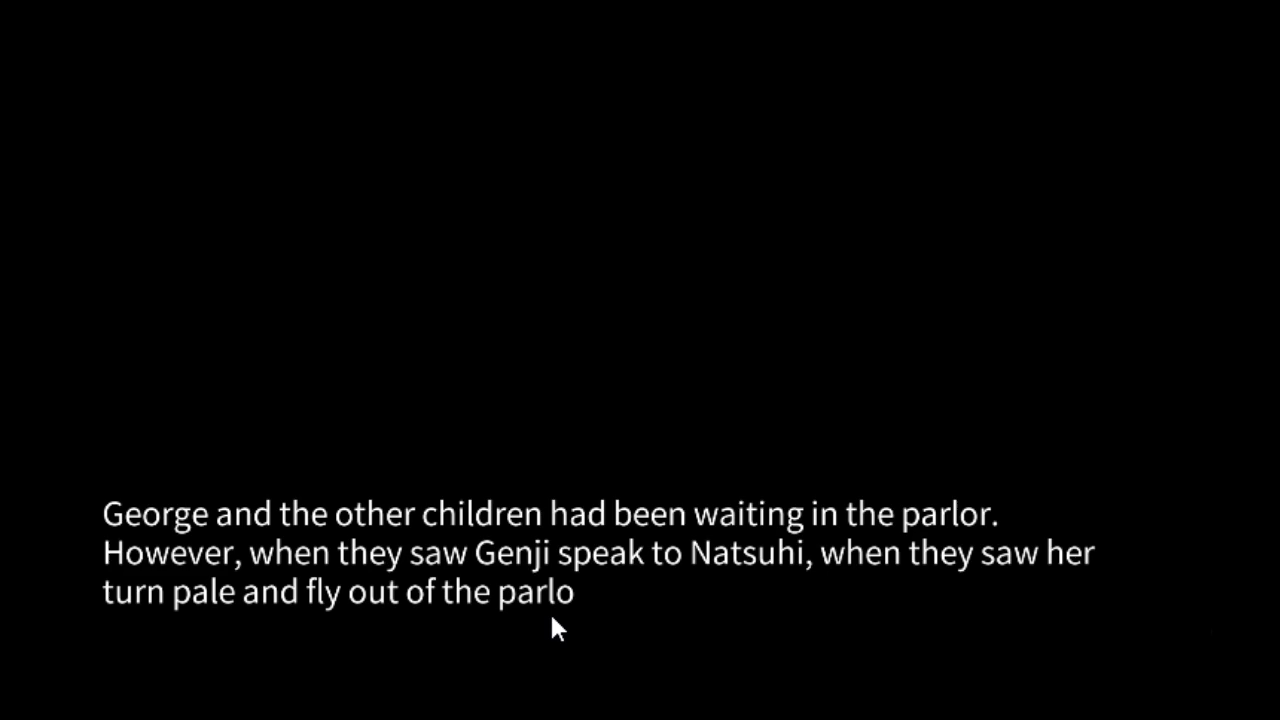 George and the other children had been waiting in the parlor.
However, when they saw Genji speak to Natsuhi, when they saw her
turn pale and fly out of the parlo